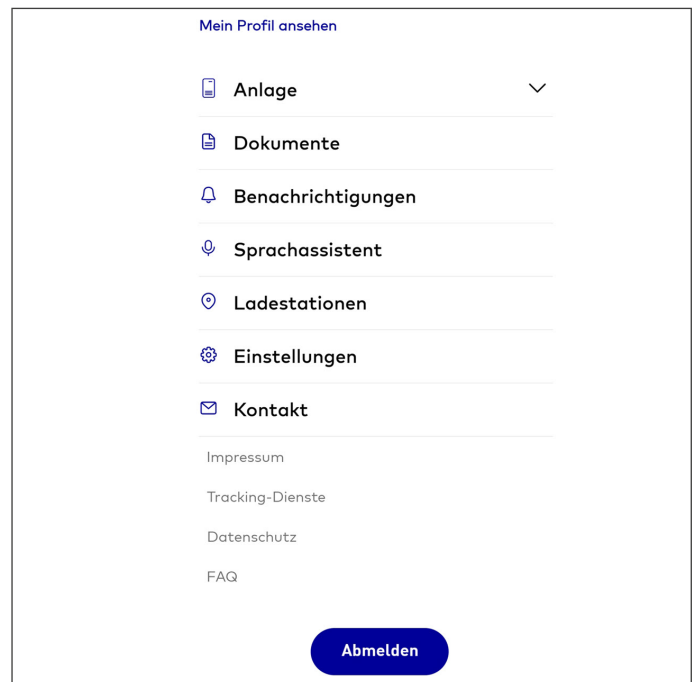 Mein Profil ansehen
Anlage
Dokumente
Benachrichtigungen
Sprachassistent
Ladestationen
Einstellungen
Kontakt
Impressum
Tracking-Dienste
Datenschutz
FAQ
Abmelden